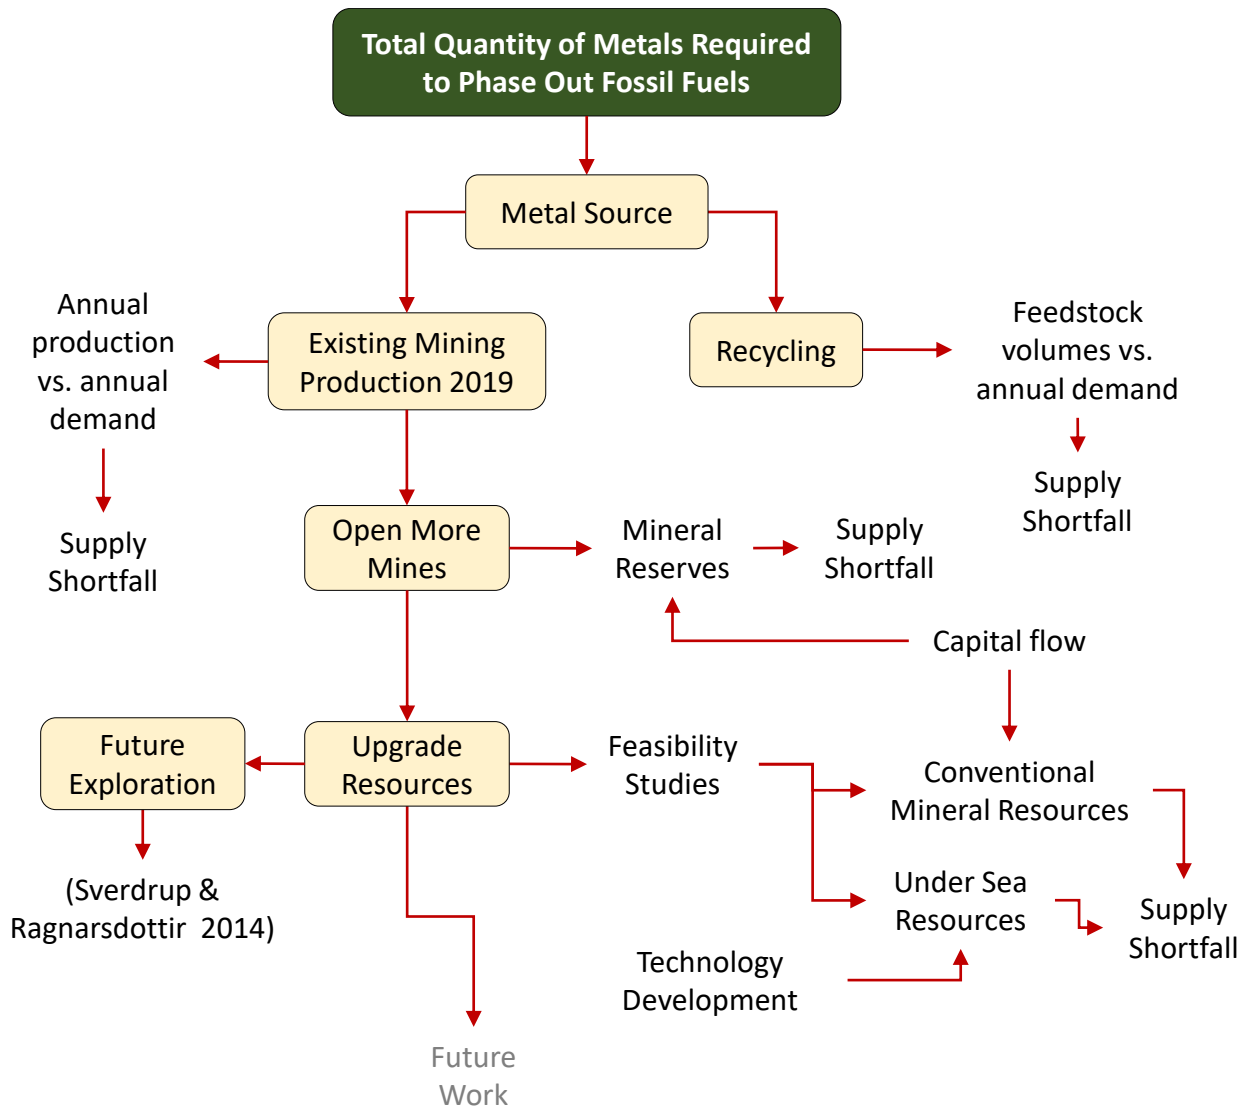 Total Quantity of Metals Required
to Phase Out Fossil Fuels
Metal Source
Annual
production
vs. annual
demand
Existing Mining
Production 2019
Recycling
Feedstock
volumes vs.
annual demand
Supply
Shortfall
Supply
Shortfall
Open More
Mines
Mineral
Reserves
Supply
Shortfall
Capital flow
Future
Exploration
Upgrade
Resources
Feasibility
Studies
Conventional
Mineral Resources
(Sverdrup &
Ragnarsdottir 2014)
Under Sea
Resources
Supply
Shortfall
Technology
Development
Future
Work